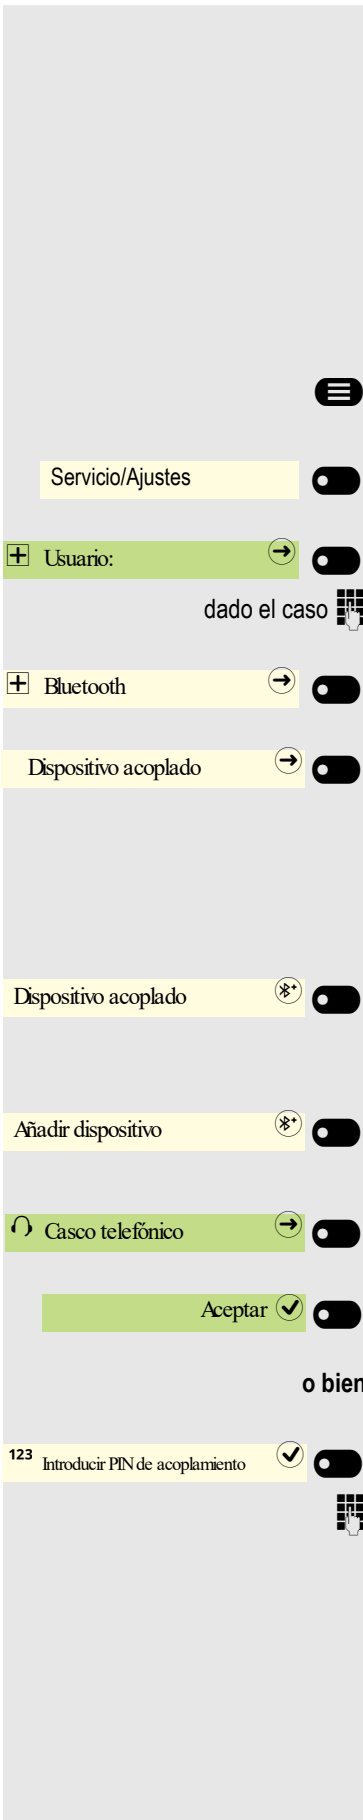 Servicio/Ajustes
Usuario:
dado el caso
Bluetooth
Dispositivo acoplado
Dispositivo acoplado
Añadir dispositivo
Casco telefónico
Aceptar
o bien
123 Introducir PIN de acoplamiento